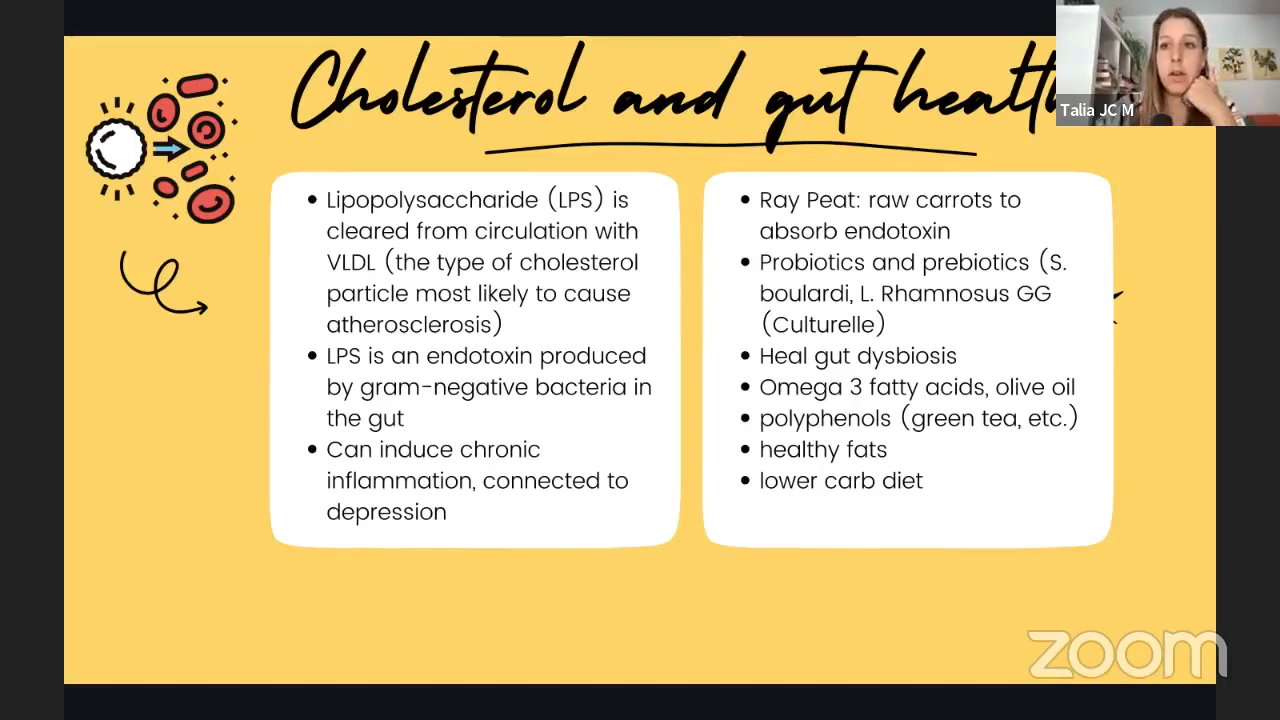 Cholesterol and gut health
Talia JC M
• Lipopolysaccharide (LPS) is
cleared from circulation with
VLDL (the type of cholesterol
particle most likely to cause
atherosclerosis)
• LPS is an endotoxin produced
by gram-negative bacteria in
the gut
• Can induce chronic
inflammation, connected to
depression
• Ray Peat: raw carrots to
absorb endotoxin
• Probiotics and prebiotics (S.
boulardi, L. Rhamnosus GG
(Culturelle)
• Heal gut dysbiosis
• Omega 3 fatty acids, olive oil
• polyphenols (green tea, etc.)
• healthy fats
• lower carb diet
zoom